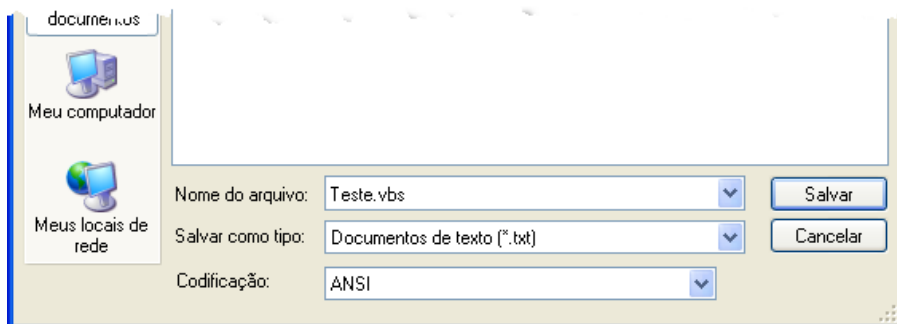 documentos
Meu computador
Meus locais de
rede
Nome do arquivo: Teste.vbs
Salvar
Salvar como tipo: Documentos de texto (*.txt)
Cancelar
Codificação: ANSI